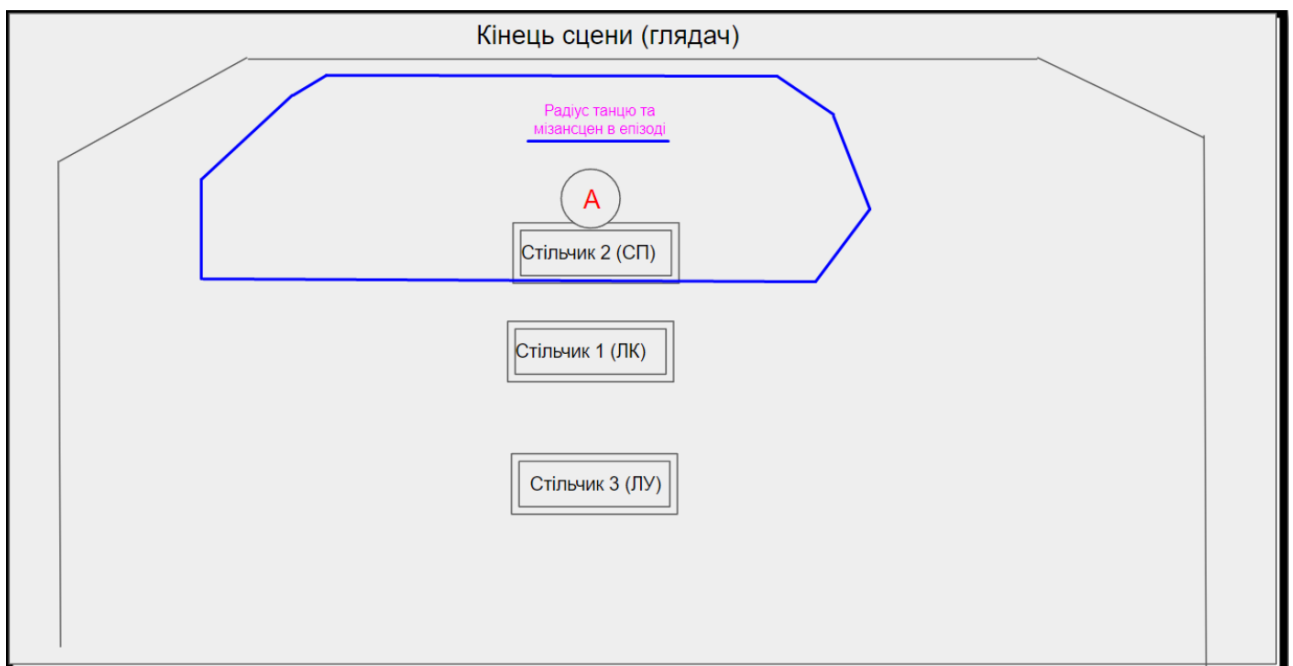 Кінець сцени (глядач)
Радіус танцю та
мізансцен в епізоді
А
Стільчик 2 (СП)
Стільчик 1 (ЛК)
Стільчик 3 (ЛУ)